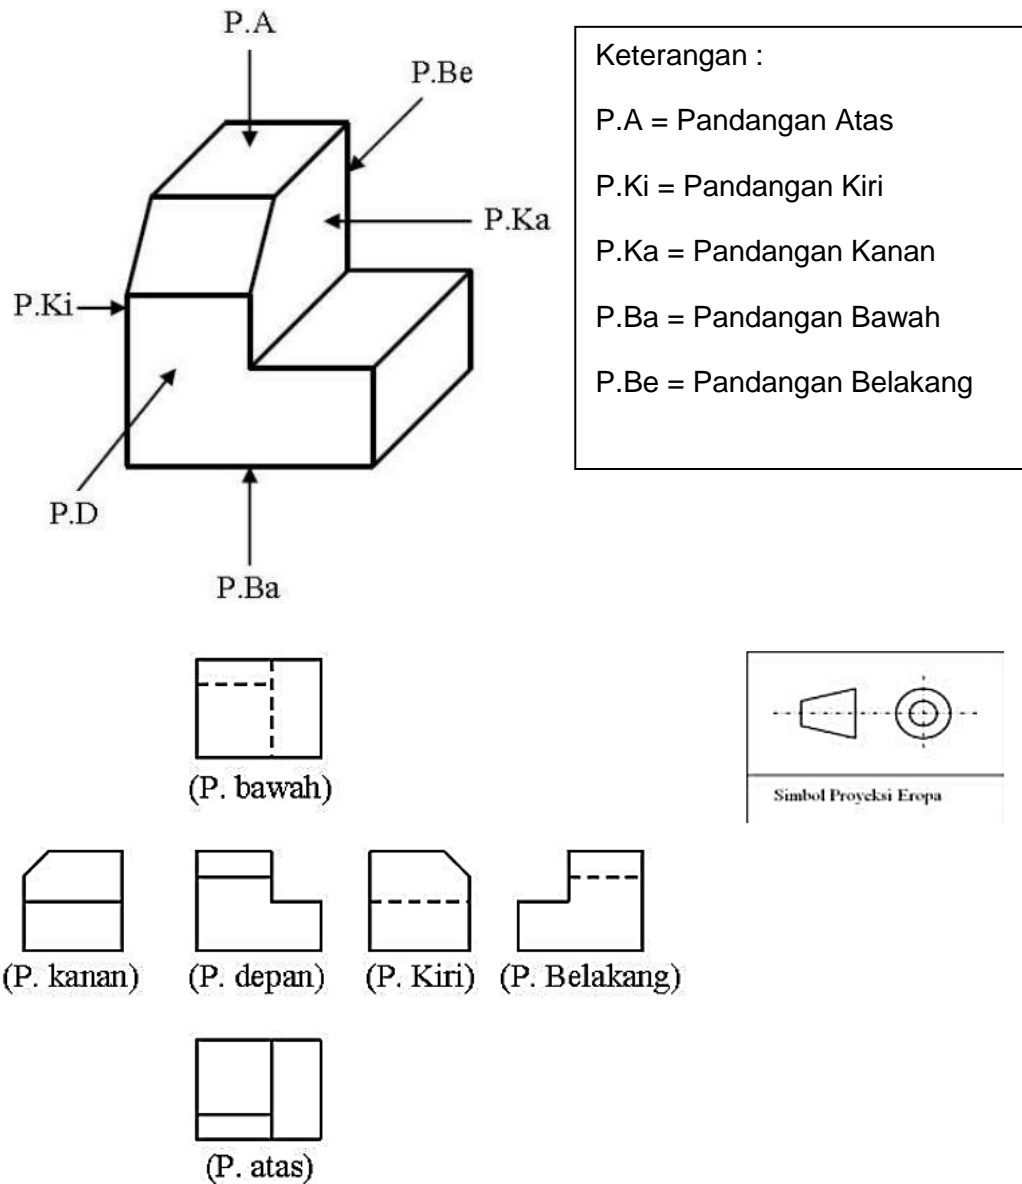 P.A
P.Be
P.Ka
P.Ki
P.D
P.Ba
Keterangan :
P.A = Pandangan Atas
P.Ki = Pandangan Kiri
P.Ka = Pandangan Kanan
P.Ba = Pandangan Bawah
P.Be = Pandangan Belakang
(P. bawah)
Simbol Proyeksi Eropa
(P. kanan) (P. depan) (P. Kiri) (P. Belakang)
(P. atas)